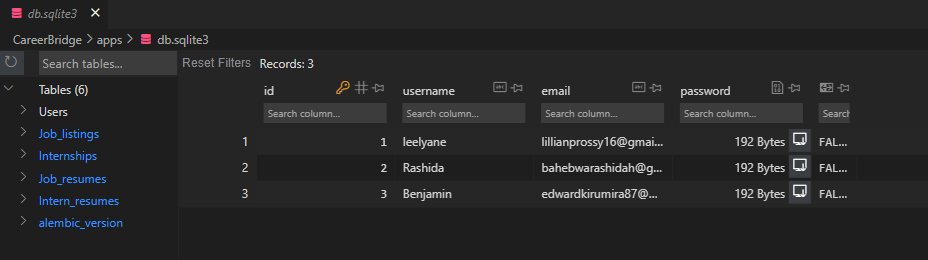 db.sqlite3
CareerBridge > apps > db.sqlite3
Search tables...
Reset Filters Records: 3
Tables (6)
Users
Job_listings
Internships
Job_resumes
Intern_resumes
alembic_version
id username email password
Search column... Search column... Search column... Search column... Search
1 1 leelyane lillianprossy16@gmai... 192 Bytes FAL...
2 2 Rashida bahebwarashidah@g... 192 Bytes FAL...
3 3 Benjamin edwardkirumira87@... 192 Bytes FAL...